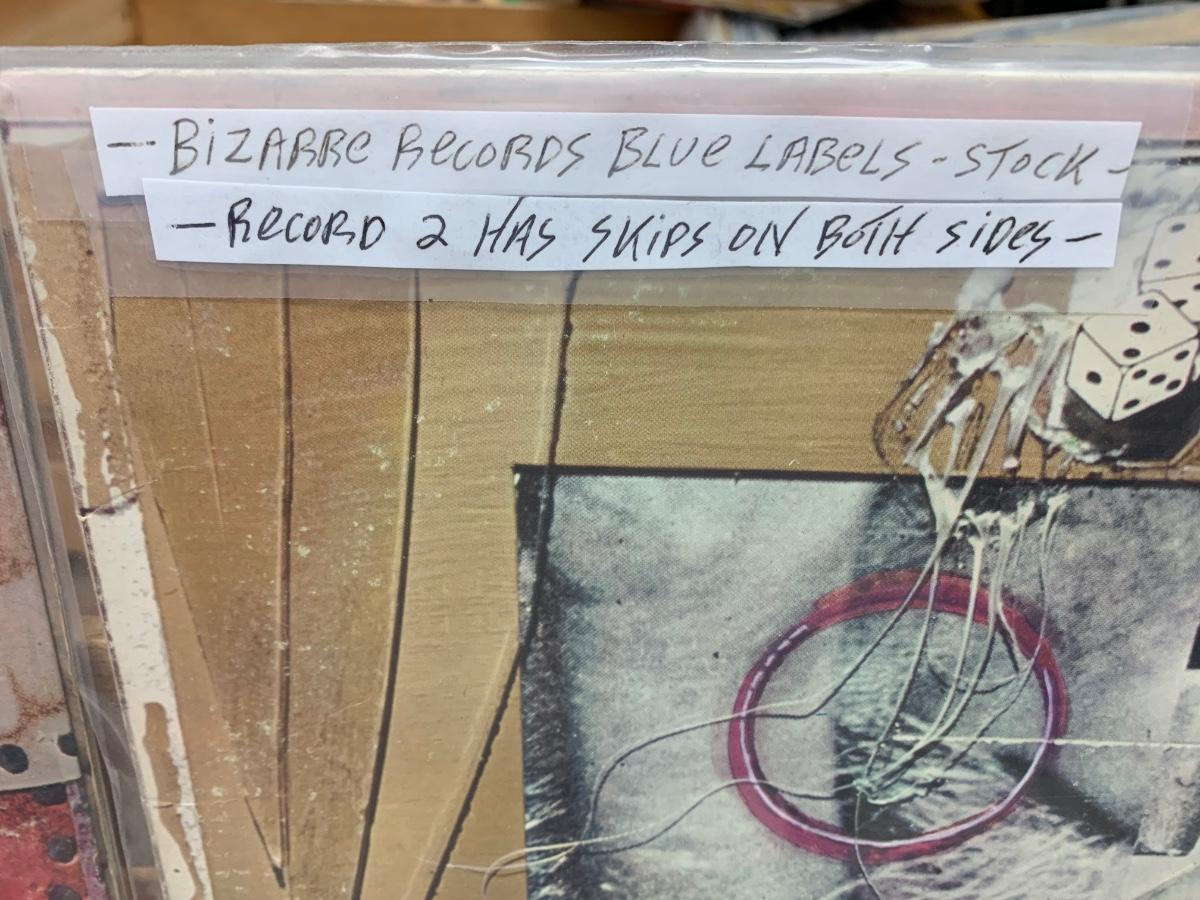 - BiZARRe ReCORDS BLUe LABeLS - STOCK -
- ReCORD 2 HAS SKiPS ON BOTH SiDeS -